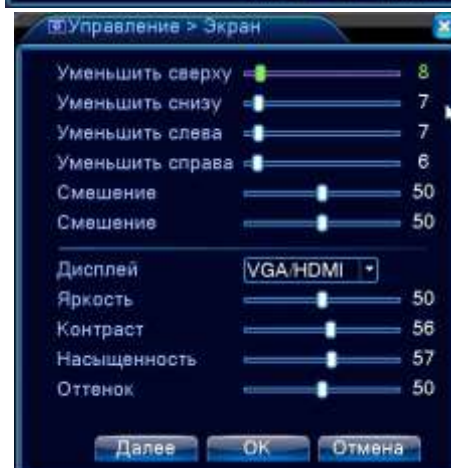 Управление > Экран
Уменьшить сверху 8
Уменьшить снизу 7
Уменьшить слева 7
Уменьшить справа 6
Смешение 50
Смешение 50
Дисплей VGA/HDMI
Яркость 50
Контраст 56
Насыщенность 57
Оттенок 50
Далее ОК Отмена